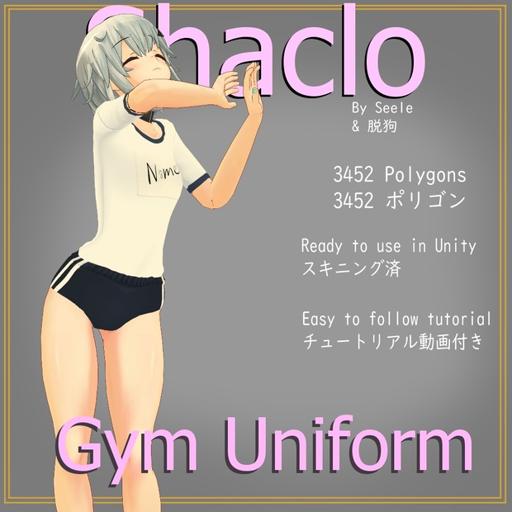 By Seele
& 脱狗
Name
3452 Polygons
3452 ポリゴン
Ready to use in Unity
スキニング済
Easy to follow tutorial
チュートリアル動画付き
Gym Uniform